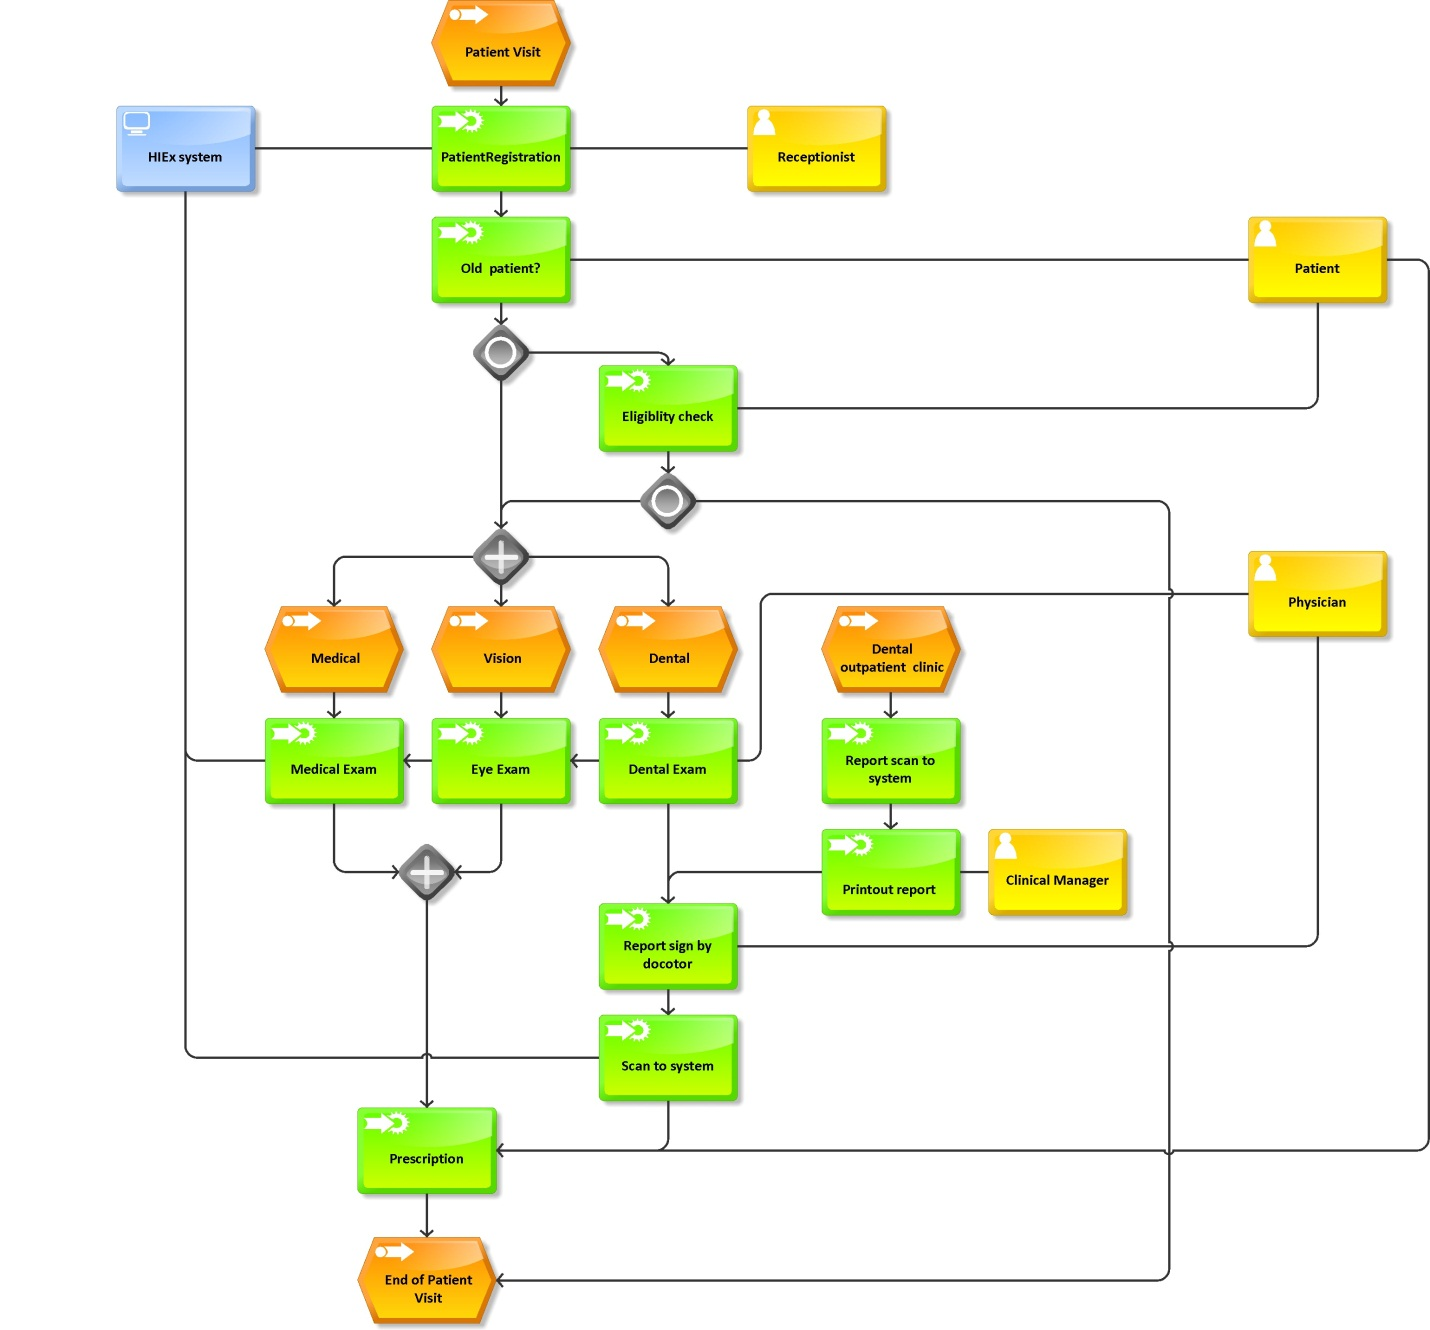 Patient Visit
HIEx system
PatientRegistration
Receptionist
Old  patient?
Patient
Eligiblity check
Physician
Medical
Vision
Dental
Dental
outpatient  clinic
Medical Exam
Eye Exam
Dental Exam
Report scan to
system
Printout report
Clinical Manager
Report sign by
docotor
Scan to system
Prescription
End of Patient
Visit